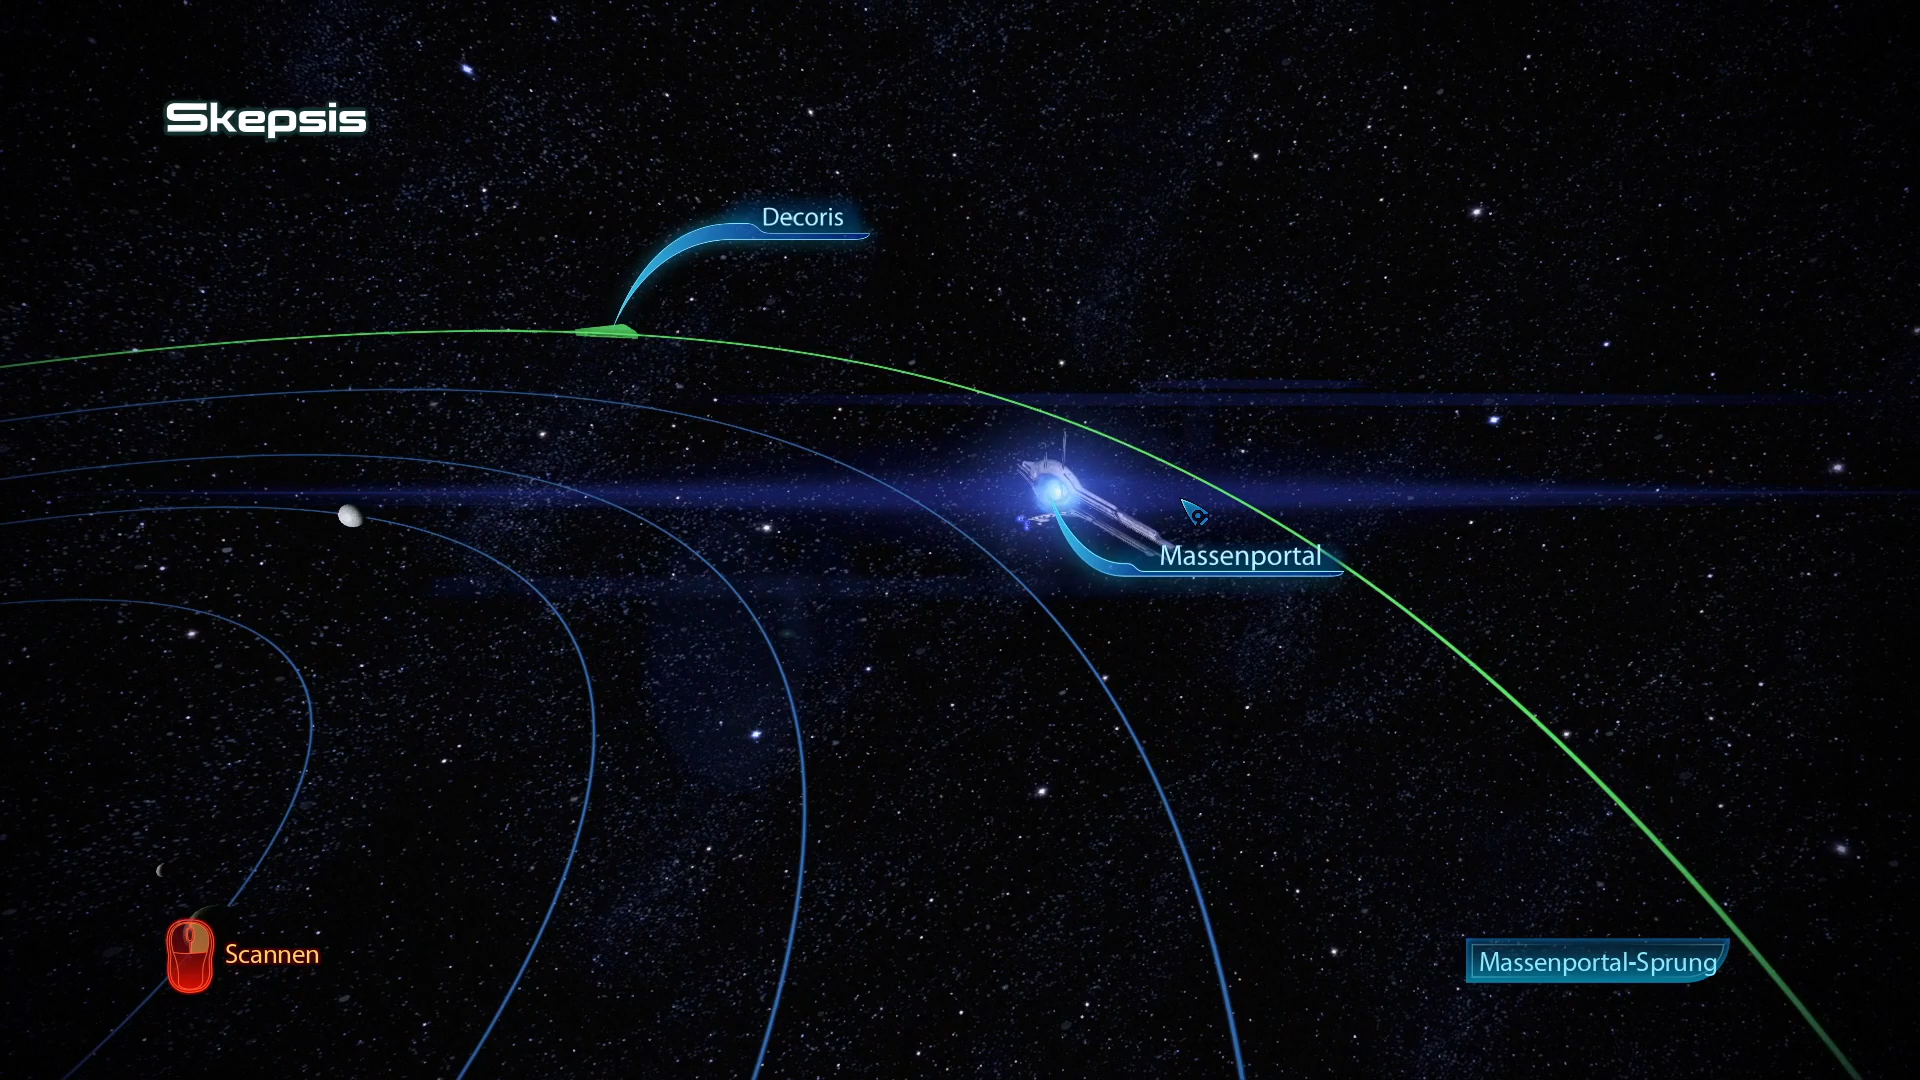 Skepsis
Decoris
Massenportal
Scannen
Massenportal-Sprung